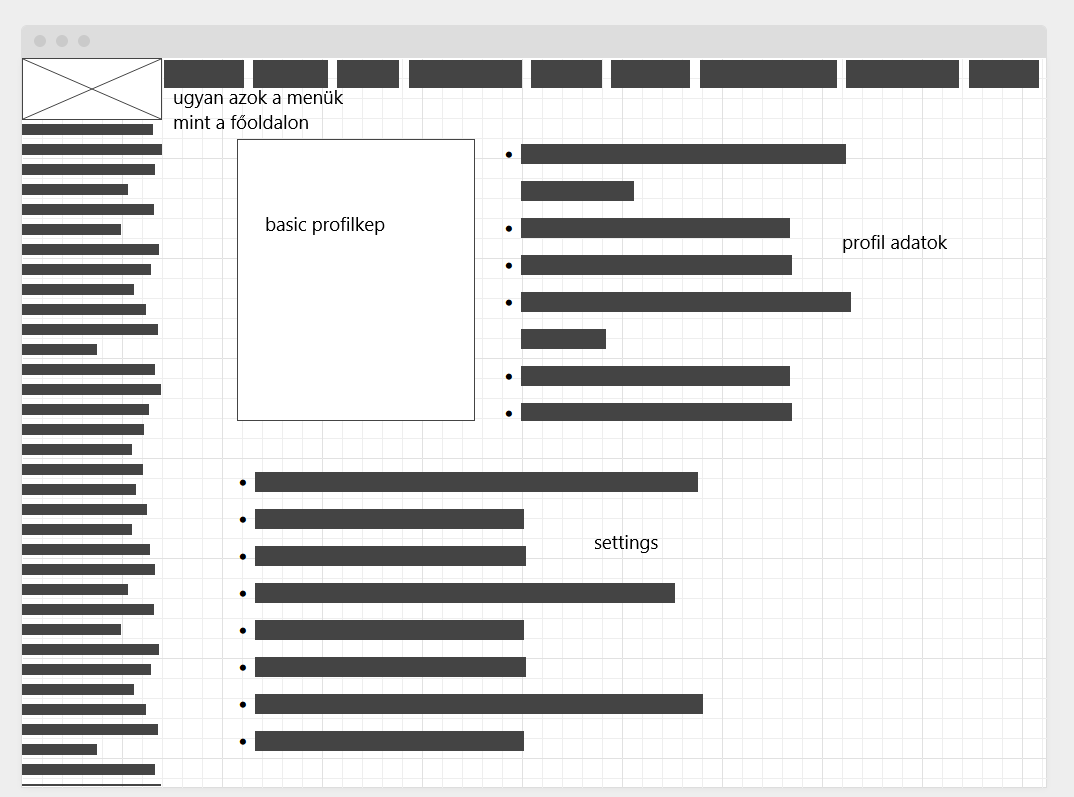 ugyan azok a menük
mint a főoldalon
basic profilkep
profil adatok
settings